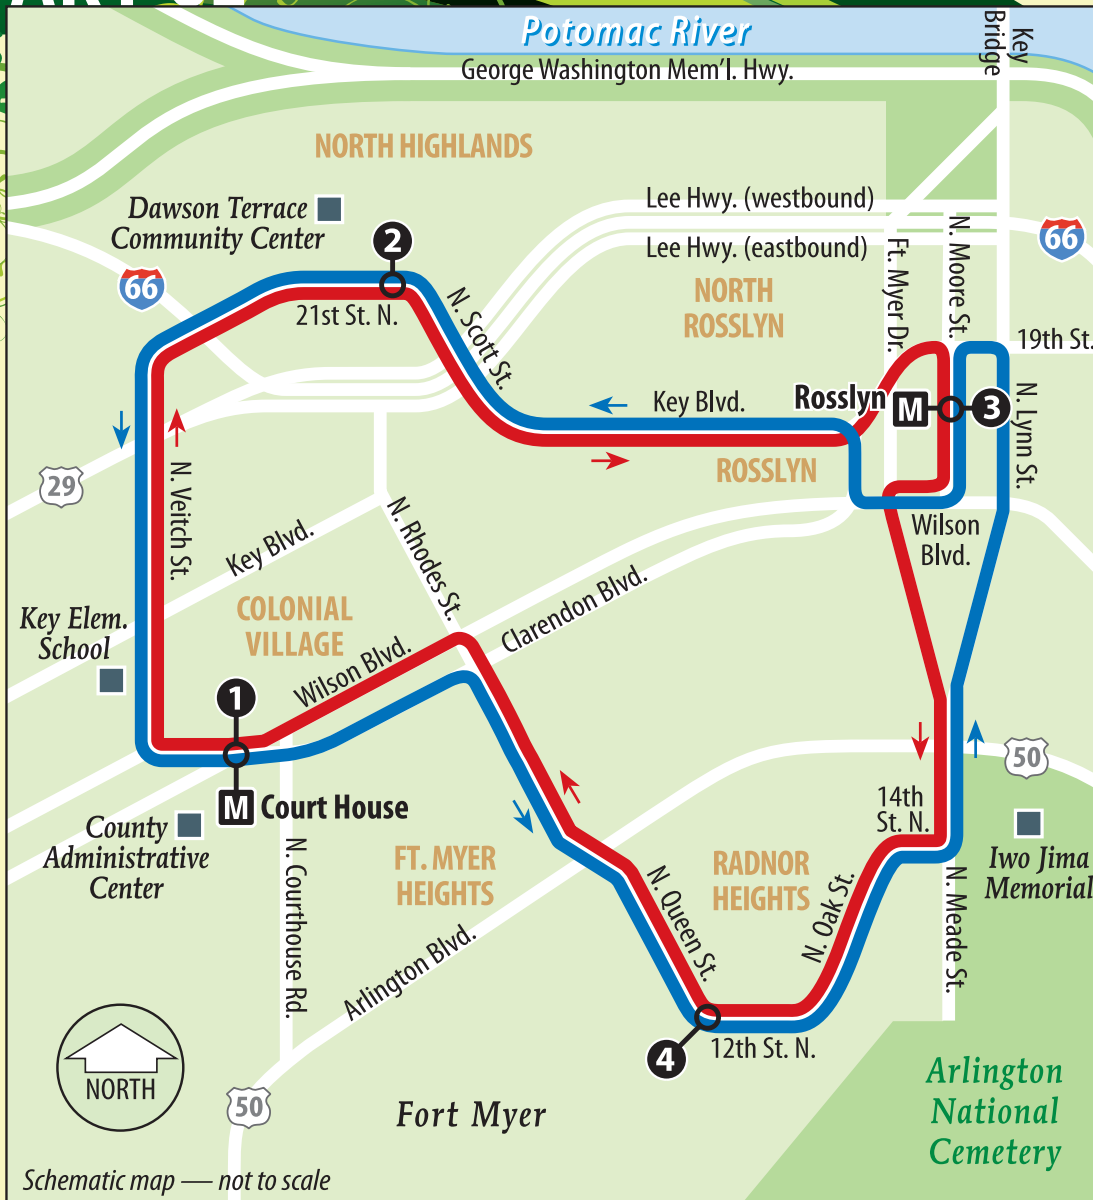 Potomac River
Key
Bridge
George Washington Mem'l. Hwy.
NORTH HIGHLANDS
Dawson Terrace
Community Center
2
Lee Hwy. (westbound)
Lee Hwy. (eastbound)
N. Moore St.
Ft. Myer Dr.
66
66
21st St. N.
N. Scott St.
NORTH
ROSSLYN
19th St.
Key Blvd.
Rosslyn
M
3
N. Lynn St.
ROSSLYN
29
N. Veitch St.
Key Blvd.
N. Rhodes St.
Wilson
Blvd.
Clarendon Blvd.
COLONIAL
VILLAGE
Key Elem.
School
Wilson Blvd.
1
M
Court House
50
14th
St. N.
County
Administrative
Center
N. Courthouse Rd.
FT. MYER
HEIGHTS
RADNOR
HEIGHTS
Iwo Jima
Memorial
N. Queen St.
N. Oak St.
N. Meade St.
Arlington Blvd.
4
12th St. N.
NORTH
50
Fort Myer
Arlington
National
Cemetery
Schematic map — not to scale